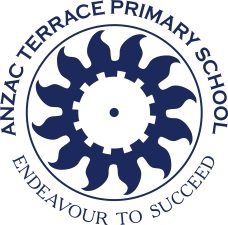 ANZAC TERRACE PRIMARY SCHOOL
ENDEAVOUR TO SUCCEED